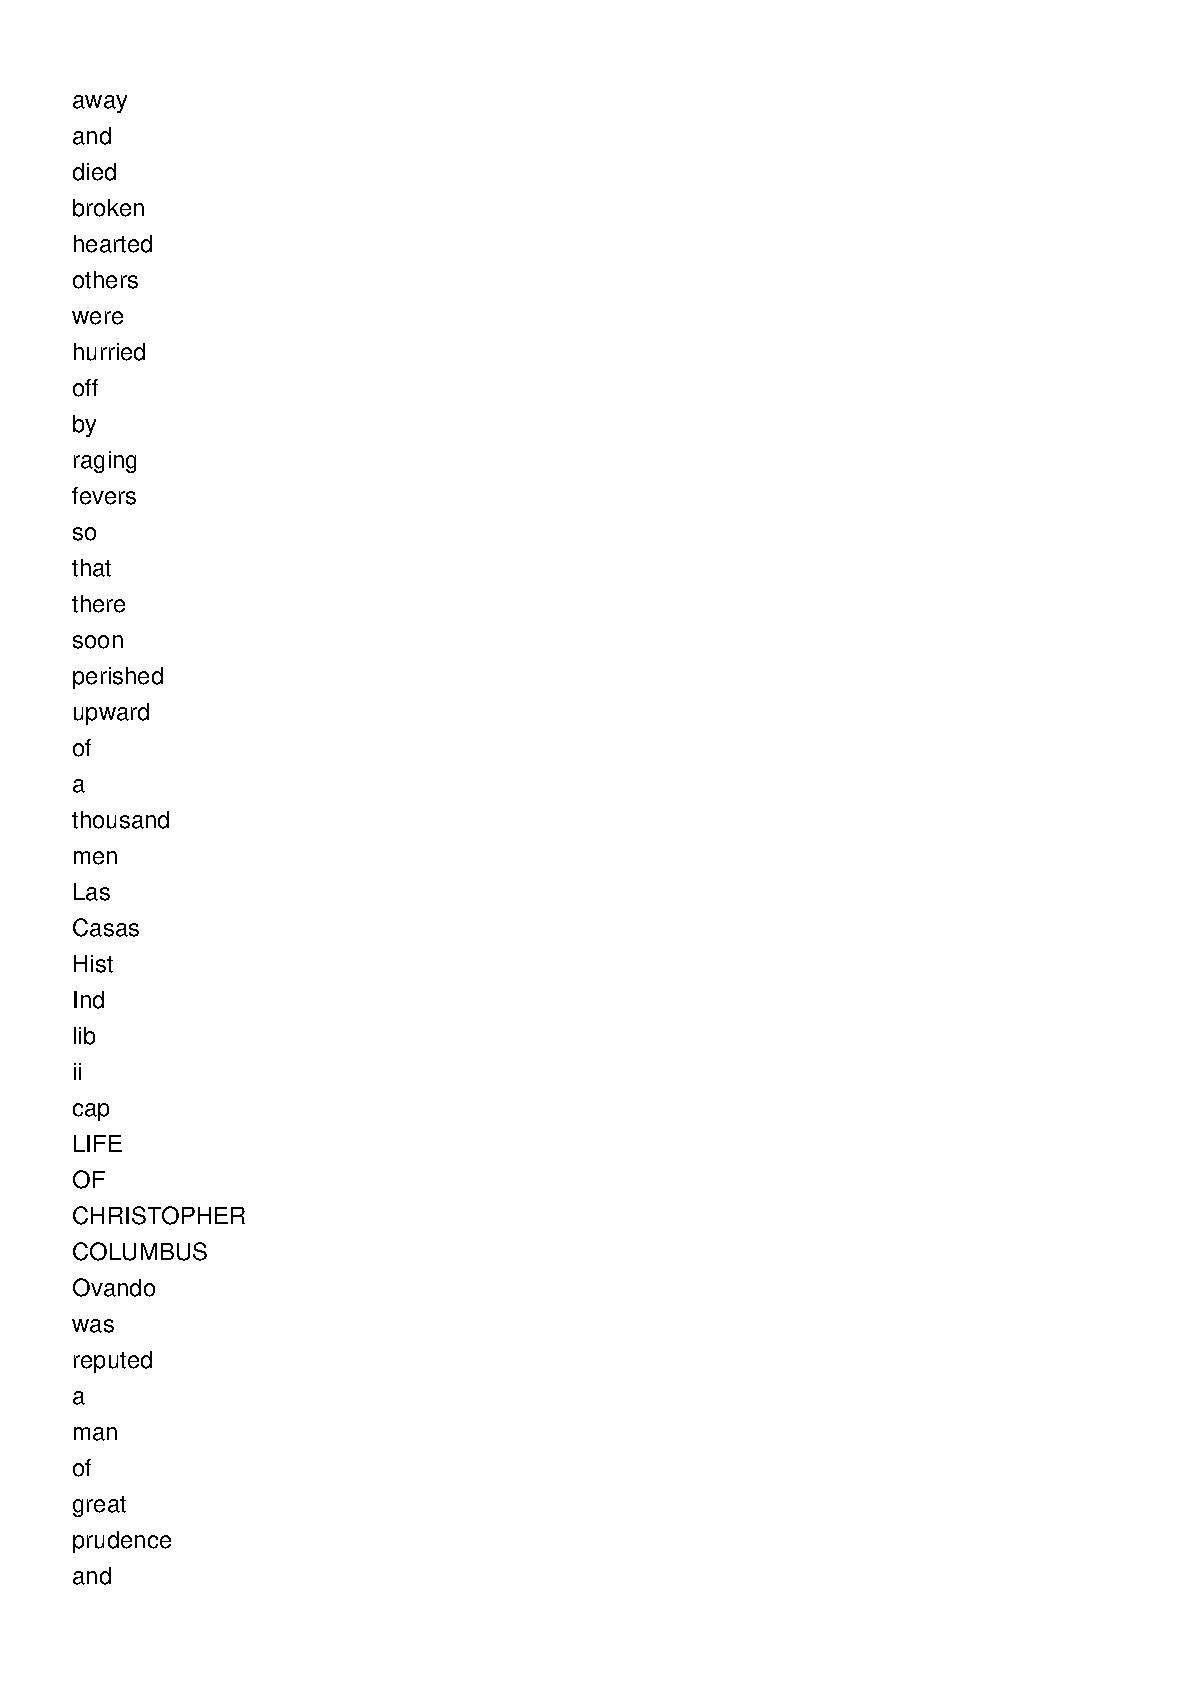 away
and
died
broken
hearted
others
were
hurried
off
by
raging
fevers
so
that
there
soon
perished
upward
of
a
thousand
men
Las
Casas
Hist
Ind
lib
ii
cap
LIFE
OF
CHRISTOPHER
COLUMBUS
Ovando
was
reputed
a
man
of
great
prudence
and